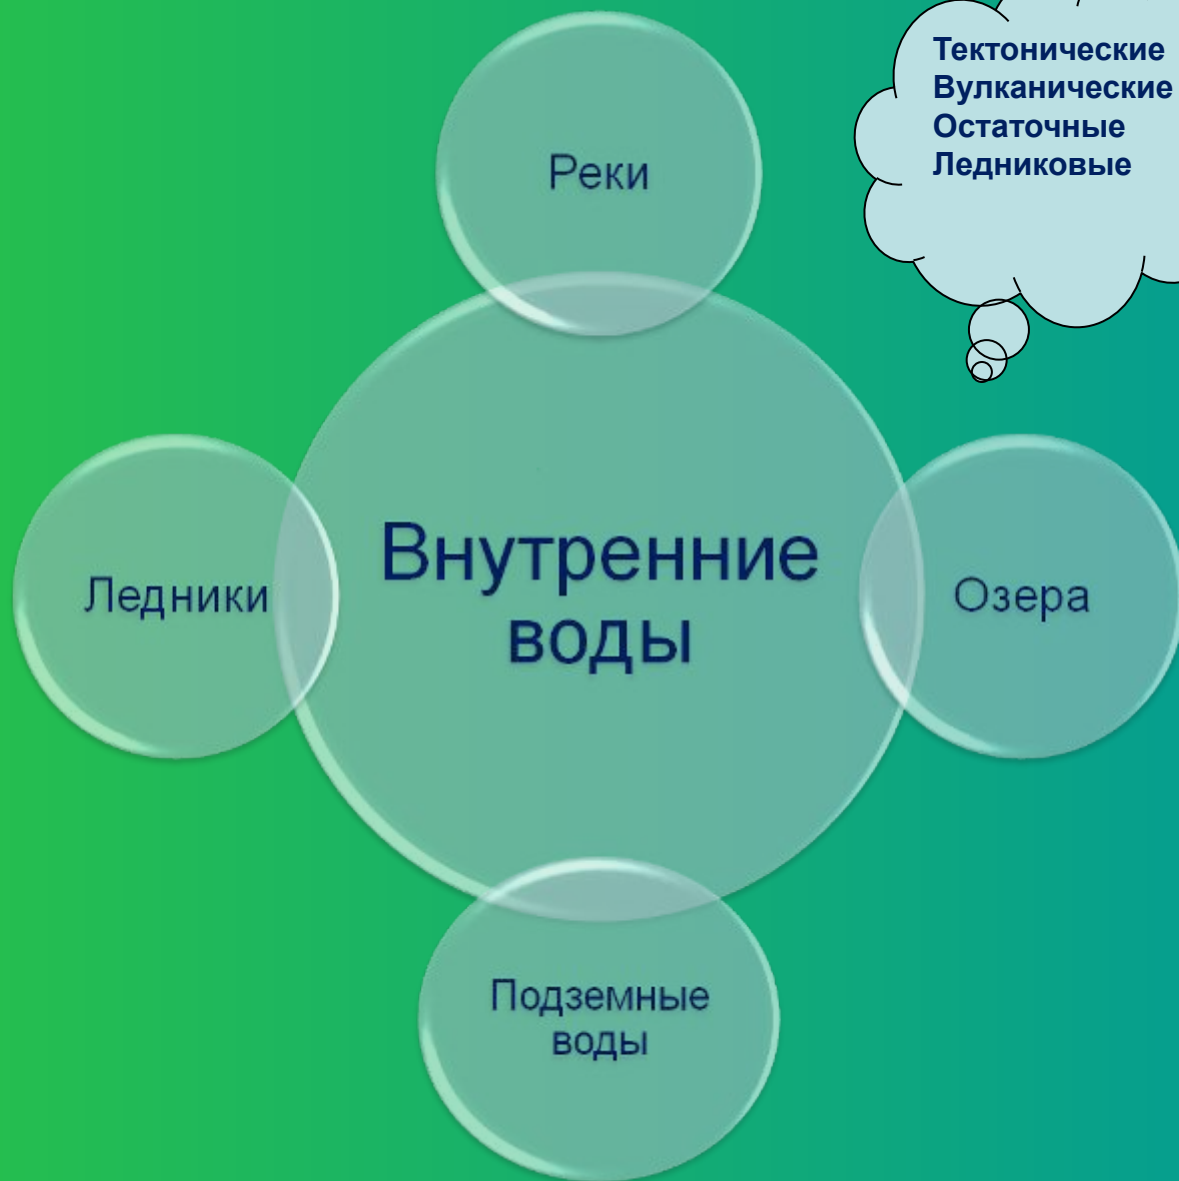 Тектонические
Вулканические
Остаточные
Ледниковые
Реки
Ледники
Внутренние
воды
Озера
Подземные
воды